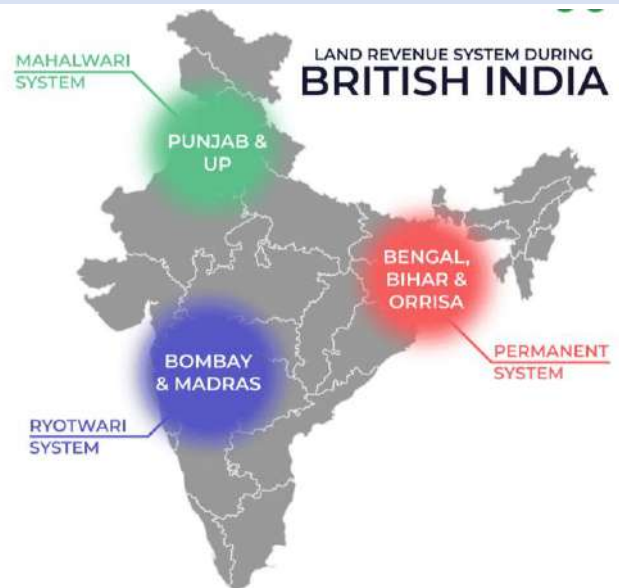 LAND REVENUE SYSTEM DURING
BRITISH INDIA
MAHALWARI
SYSTEM
PUNJAB &
UP
BENGAL,
BIHAR &
ORRISA
PERMANENT
SYSTEM
BOMBAY
& MADRAS
RYOTWARI
SYSTEM